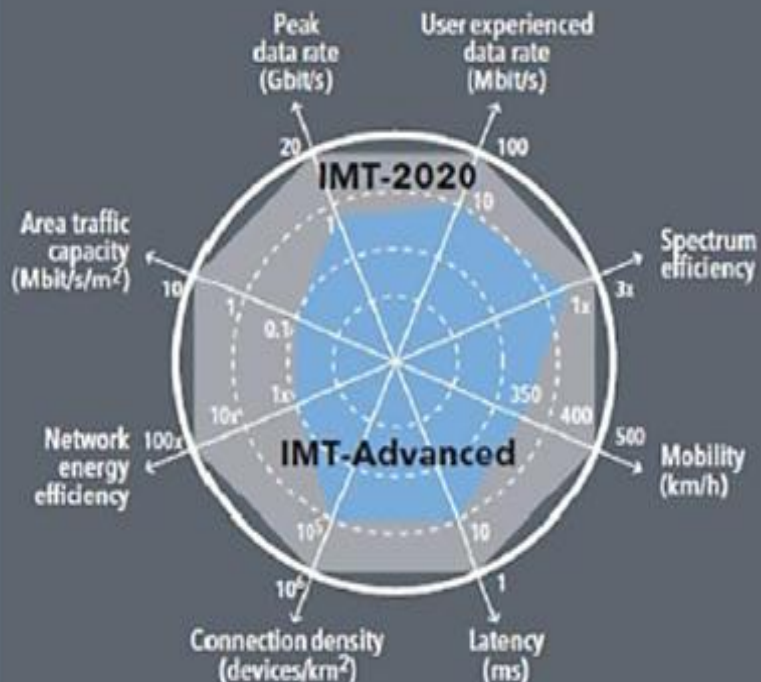 Peak
data rate
(Gbit/s)
User experienced
data rate
(Mbit/s)
20
100
IMT-2020
1
10
Area traffic
capacity
(Mbit/s/m²)
Spectrum
efficiency
10
1
0.1
1x
3x
1x
10x
100x
350
400
500
Network
energy
efficiency
IMT-Advanced
Mobility
(km/h)
10⁵
10
10⁶
1
Connection density
(devices/km²)
Latency
(ms)